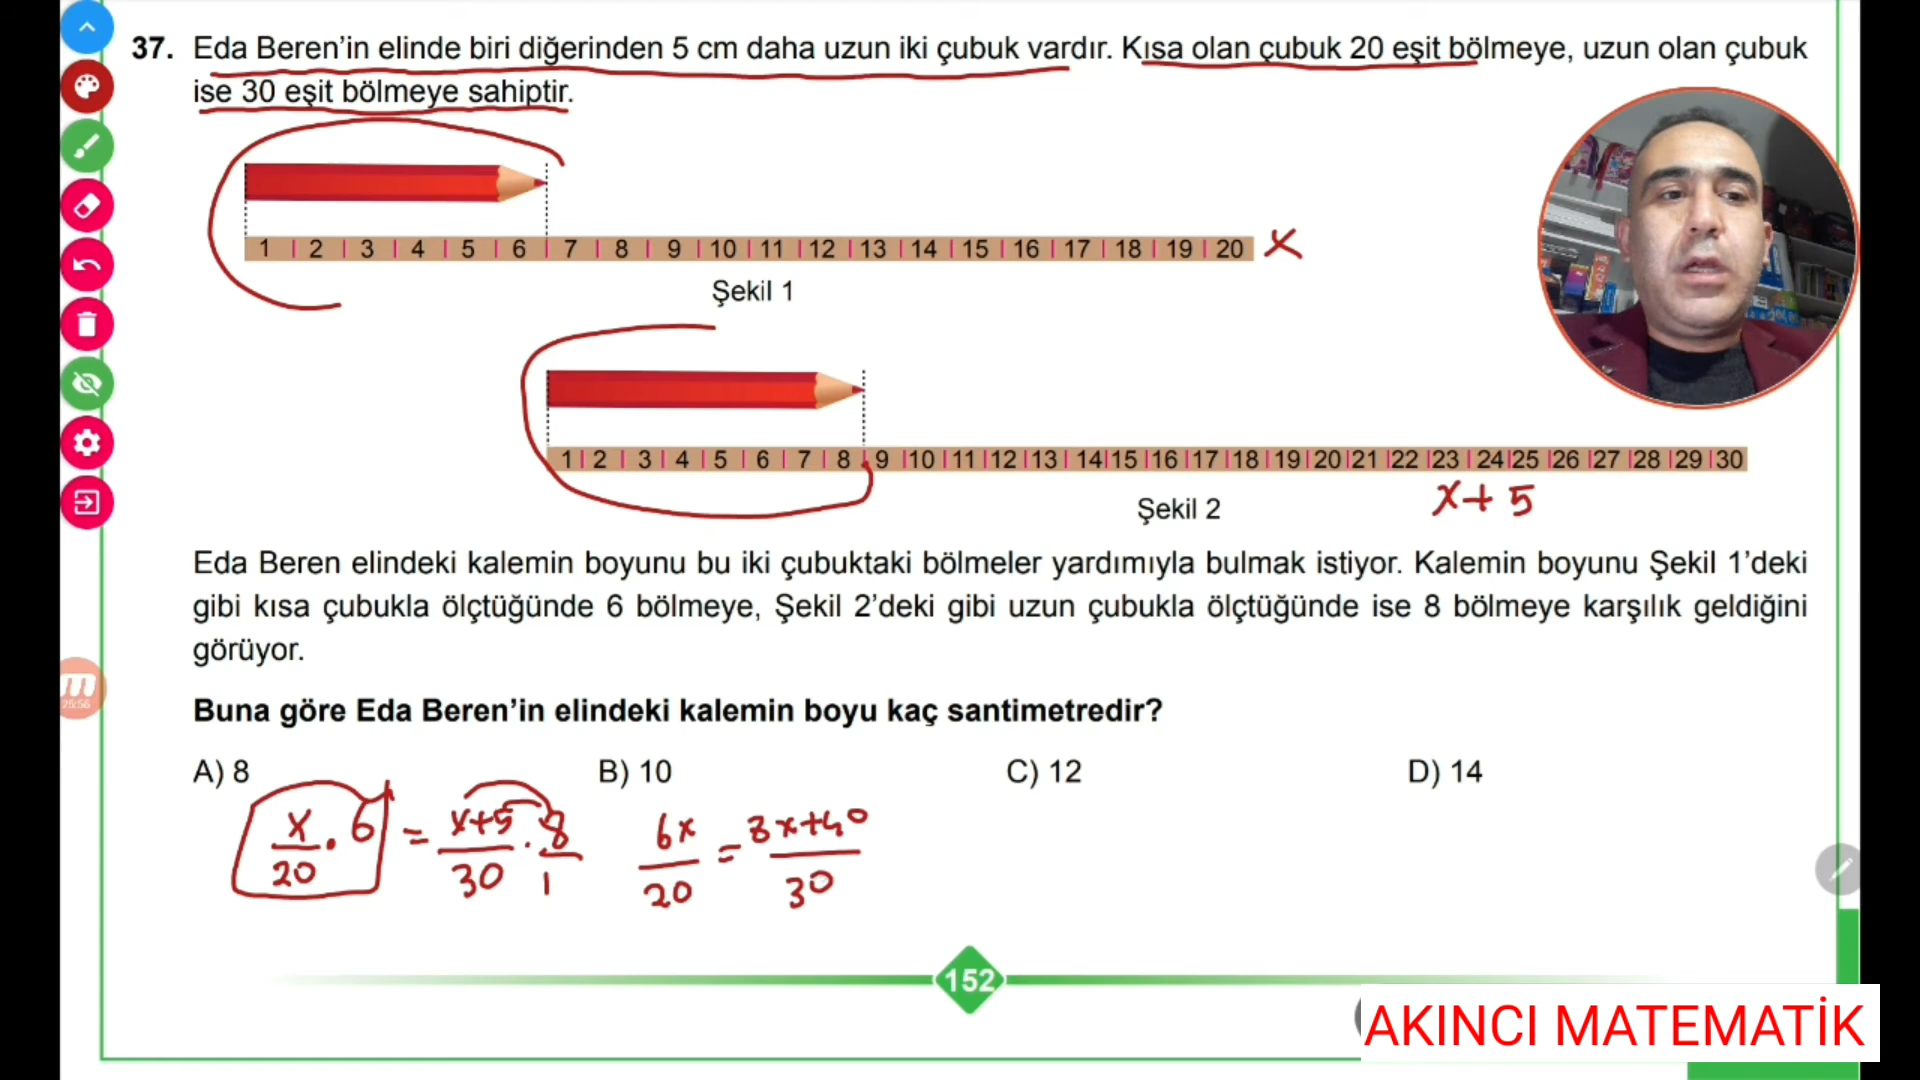 37. Eda Beren'in elinde biri diğerinden 5 cm daha uzun iki çubuk vardır. Kısa olan çubuk 20 eşit bölmeye, uzun olan çubuk
ise 30 eşit bölmeye sahiptir.
1 2 3 4 5 6 7 8 9 10 11 12 13 14 15 16 17 18 19 20 x
Şekil 1
1 2 3 4 5 6 7 8 9 10 11 12 13 14 15 16 17 18 19 20 21 22 23 24 25 26 27 28 29 30
x+5
Şekil 2
Eda Beren elindeki kalemin boyunu bu iki çubuktaki bölmeler yardımıyla bulmak istiyor. Kalemin boyunu Şekil 1'deki
gibi kısa çubukla ölçtüğünde 6 bölmeye, Şekil 2'deki gibi uzun çubukla ölçtüğünde ise 8 bölmeye karşılık geldiğini
görüyor.
25:56
Buna göre Eda Beren'in elindeki kalemin boyu kaç santimetredir?
A) 8 B) 10 C) 12 D) 14
x/20 . 6 = x+5/30 . 8/1 6x/20 = 8x+40/30
152
AKINCI MATEMATİK